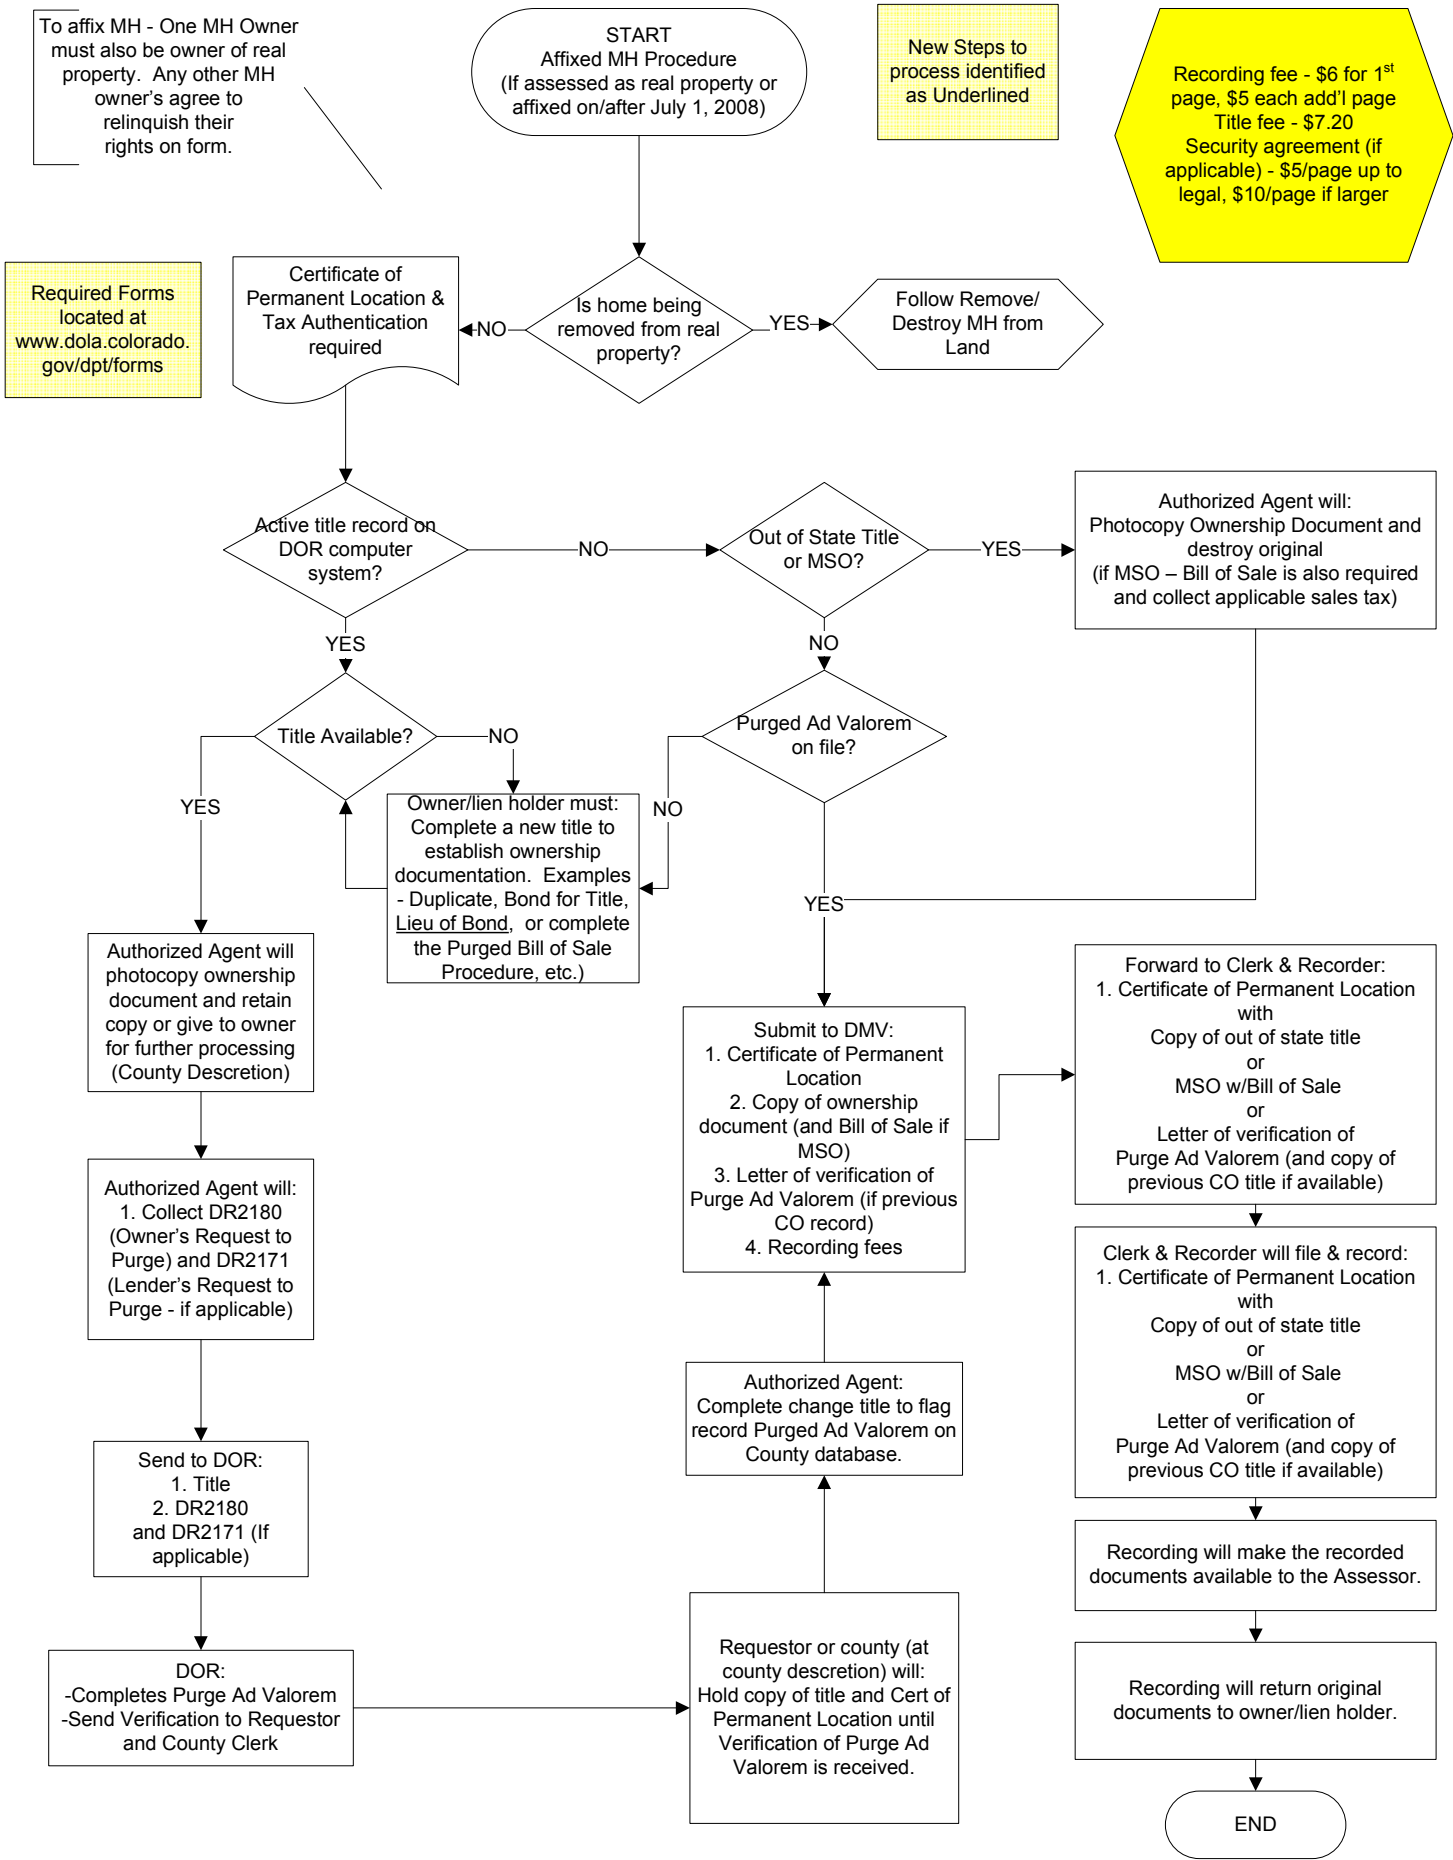 To affix MH - One MH Owner
must also be owner of real
property. Any other MH
owner's agree to
relinquish their
rights on form.
START
Affixed MH Procedure
(If assessed as real property or
affixed on/after July 1, 2008)
New Steps to
process identified
as Underlined
Recording fee - $6 for 1st
page, $5 each add'l page
Title fee - $7.20
Security agreement (if
applicable) - $5/page up to
legal, $10/page if larger
Required Forms
located at
www.dola.colorado.
gov/dpt/forms
Certificate of
Permanent Location &
Tax Authentication
required
NO
Is home being
removed from real
property?
YES
Follow Remove/
Destroy MH from
Land
Active title record on
DOR computer
system?
NO
Out of State Title
or MSO?
YES
Authorized Agent will:
Photocopy Ownership Document and
destroy original
(if MSO – Bill of Sale is also required
and collect applicable sales tax)
YES
NO
Title Available?
NO
Purged Ad Valorem
on file?
YES
NO
Owner/lien holder must:
Complete a new title to
establish ownership
documentation. Examples
- Duplicate, Bond for Title,
Lieu of Bond, or complete
the Purged Bill of Sale
Procedure, etc.)
YES
Authorized Agent will
photocopy ownership
document and retain
copy or give to owner
for further processing
(County Descretion)
Submit to DMV:
1. Certificate of Permanent
Location
2. Copy of ownership
document (and Bill of Sale if
MSO)
3. Letter of verification of
Purge Ad Valorem (if previous
CO record)
4. Recording fees
Forward to Clerk & Recorder:
1. Certificate of Permanent Location
with
Copy of out of state title
or
MSO w/Bill of Sale
or
Letter of verification of
Purge Ad Valorem (and copy of
previous CO title if available)
Authorized Agent will:
1. Collect DR2180
(Owner's Request to
Purge) and DR2171
(Lender's Request to
Purge - if applicable)
Clerk & Recorder will file & record:
1. Certificate of Permanent Location
with
Copy of out of state title
or
MSO w/Bill of Sale
or
Letter of verification of
Purge Ad Valorem (and copy of
previous CO title if available)
Authorized Agent:
Complete change title to flag
record Purged Ad Valorem on
County database.
Send to DOR:
1. Title
2. DR2180
and DR2171 (If
applicable)
Recording will make the recorded
documents available to the Assessor.
DOR:
-Completes Purge Ad Valorem
-Send Verification to Requestor
and County Clerk
Requestor or county (at
county descretion) will:
Hold copy of title and Cert of
Permanent Location until
Verification of Purge Ad
Valorem is received.
Recording will return original
documents to owner/lien holder.
END